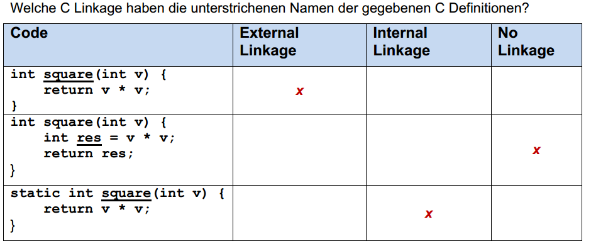 Welche C Linkage haben die unterstrichenen Namen der gegebenen C Definitionen?
Code External Linkage Internal Linkage No Linkage
int square(int v) {
return v * v; x
}
int square(int v) {
int res = v * v;
return res; x
}
static int square(int v) {
return v * v; x
}